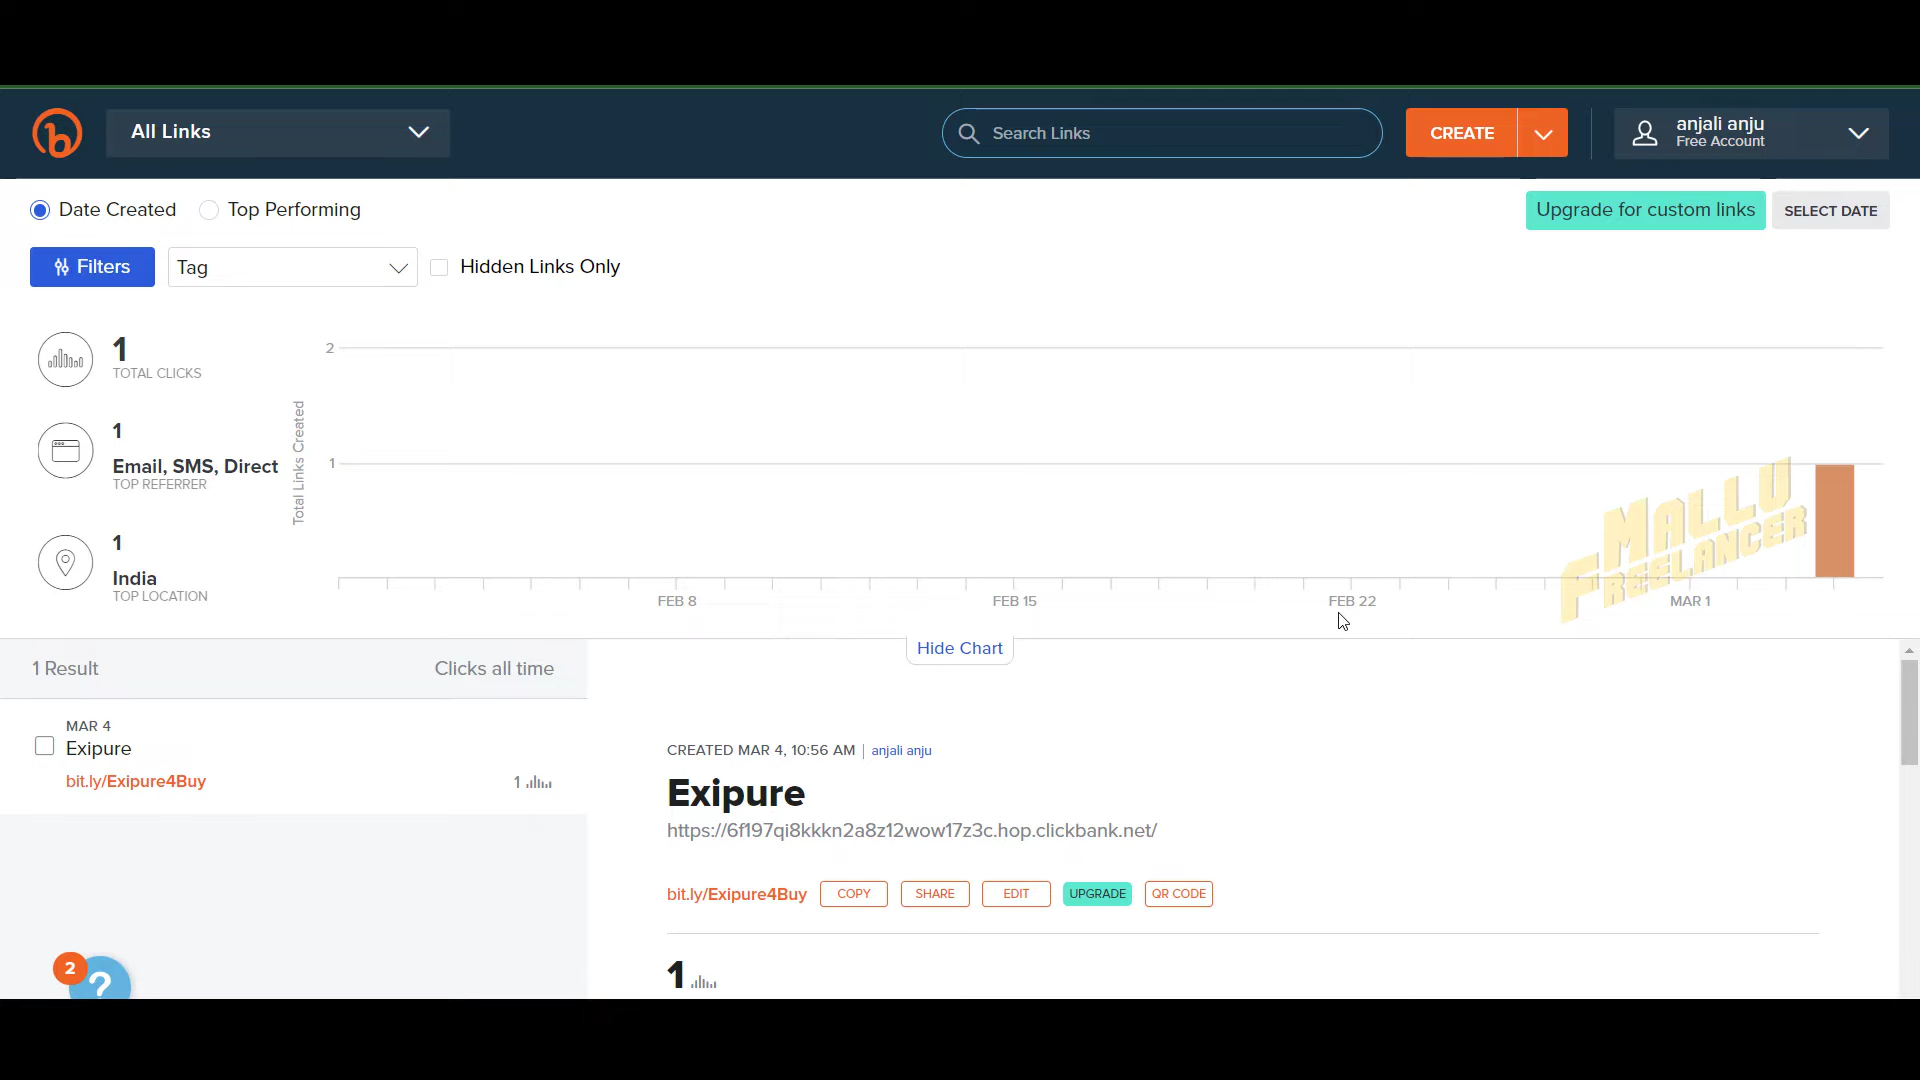 All Links
Search Links
CREATE
anjali anju
Free Account
Date Created
Top Performing
Upgrade for custom links
SELECT DATE
Filters
Tag
Hidden Links Only
1
TOTAL CLICKS
1
Email, SMS, Direct
TOP REFERRER
1
India
TOP LOCATION
Total Links Created
2
1
FEB 8
FEB 15
FEB 22
MAR 1
MALLU
FREELANCER
Hide Chart
1 Result
Clicks all time
MAR 4
Exipure
bit.ly/Exipure4Buy
1
CREATED MAR 4, 10:56 AM | anjali anju
Exipure
https://6f197qi8kkkn2a8z12wow17z3c.hop.clickbank.net/
bit.ly/Exipure4Buy
COPY
SHARE
EDIT
UPGRADE
QR CODE
1
2
?